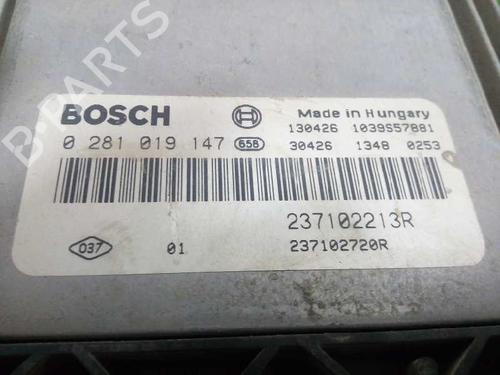 B-PARTS
BOSCH
Made in Hungary
130426 1039S57881
0 281 019 147 658
30426 1348 0253
237102213R
037 01 237102720R